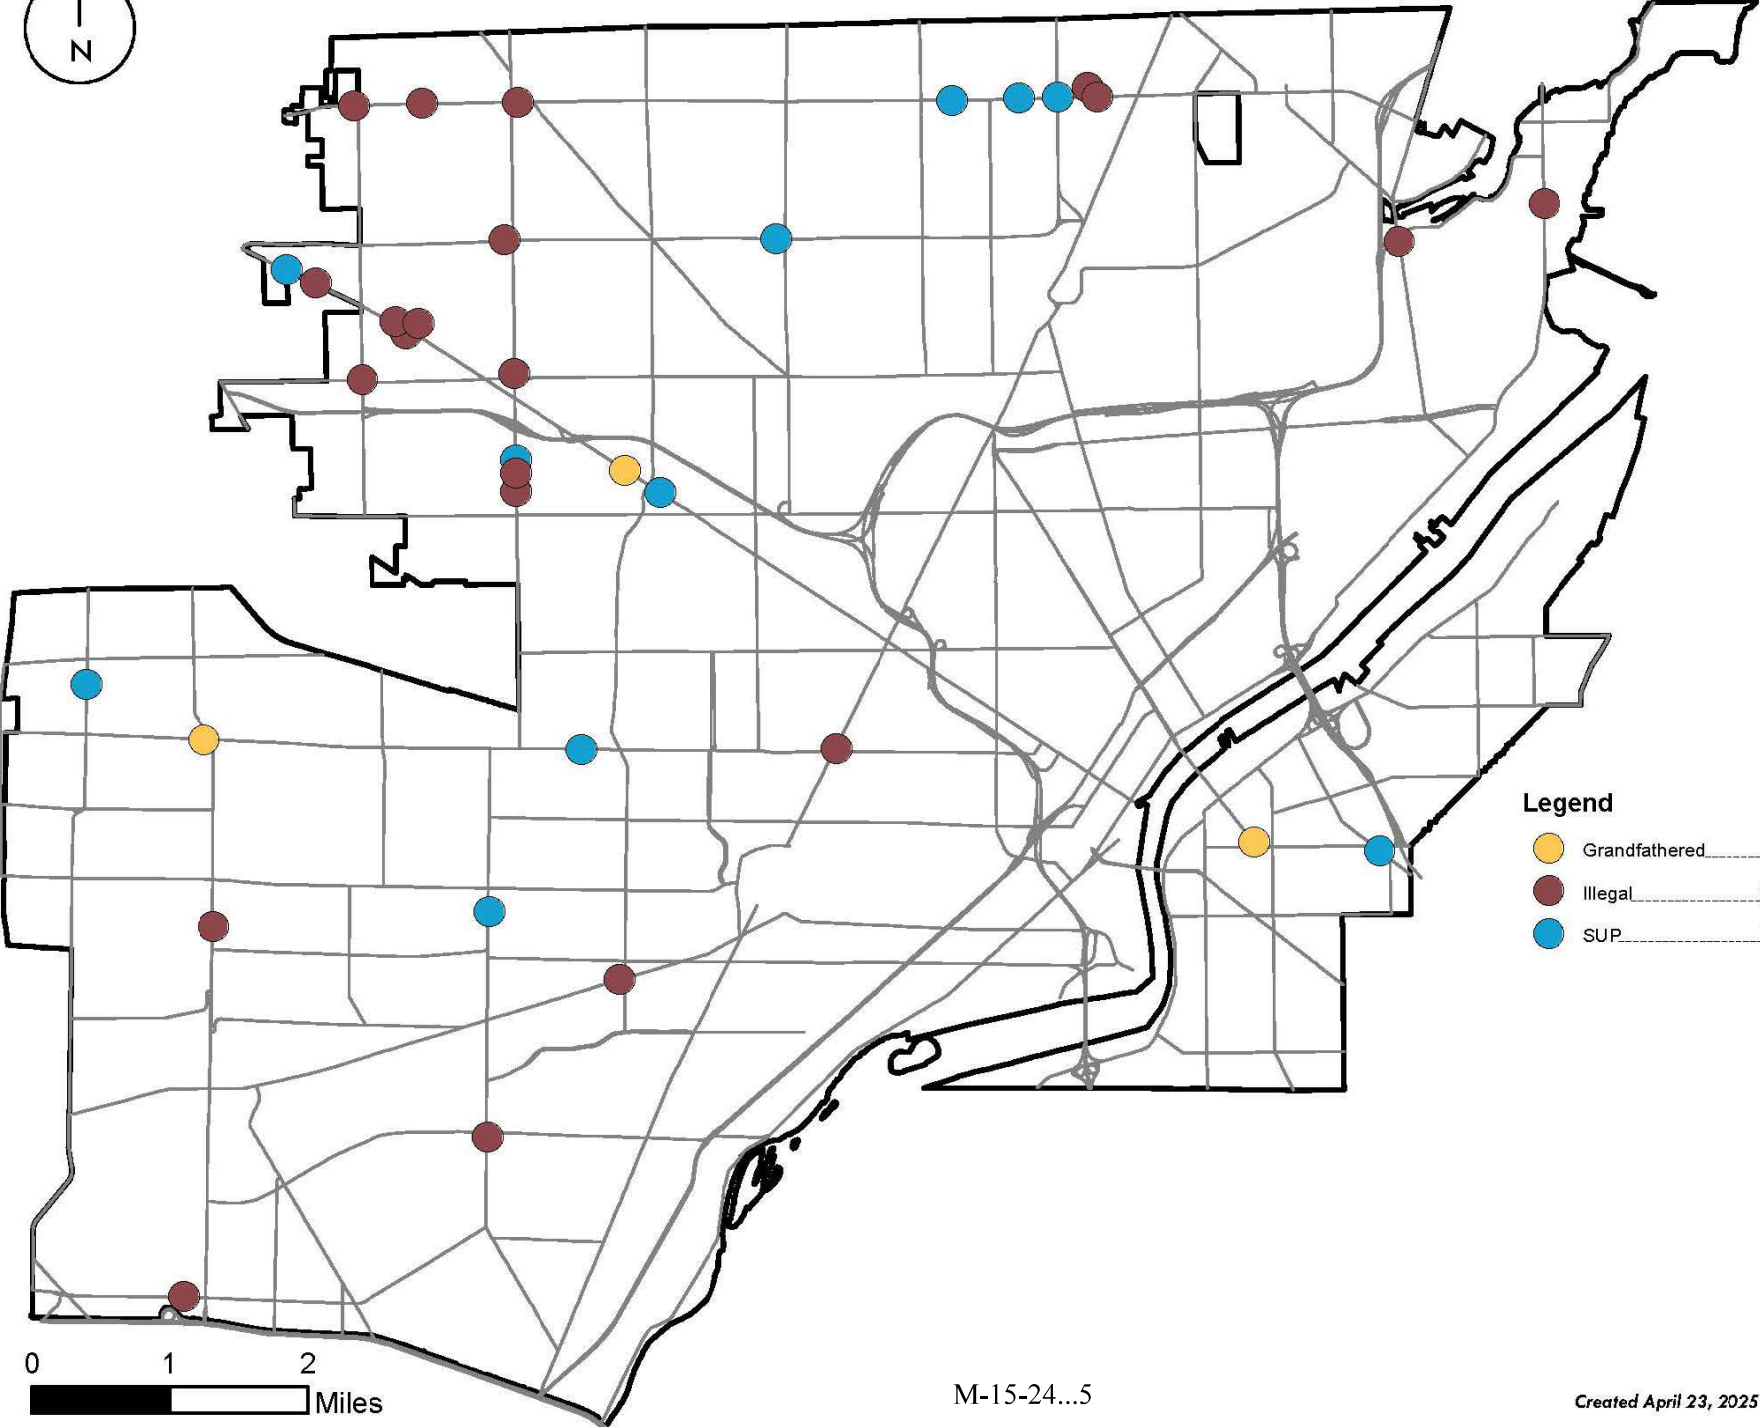 N
Legend
Grandfathered
Illegal
SUP
0 1 2
Miles
M-15-24...5
Created April 23, 2025